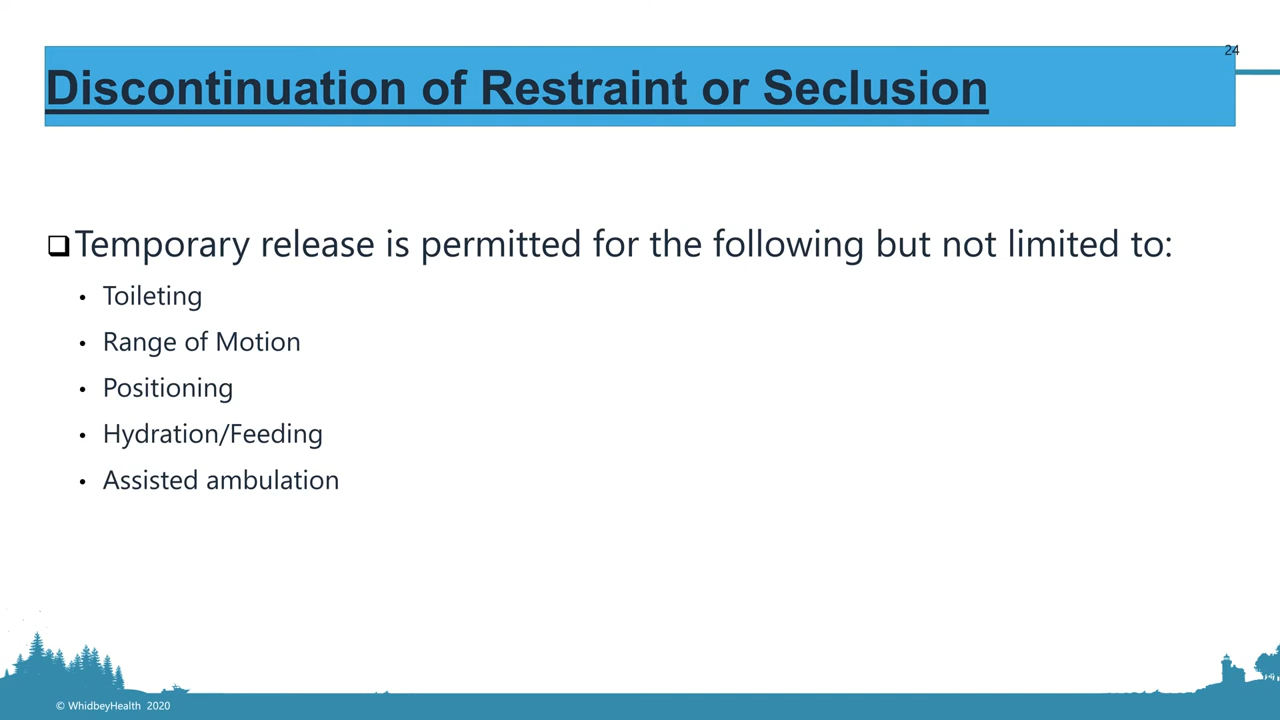 24
Discontinuation of Restraint or Seclusion
❑Temporary release is permitted for the following but not limited to:
• Toileting
• Range of Motion
• Positioning
• Hydration/Feeding
• Assisted ambulation
© WhidbeyHealth 2020